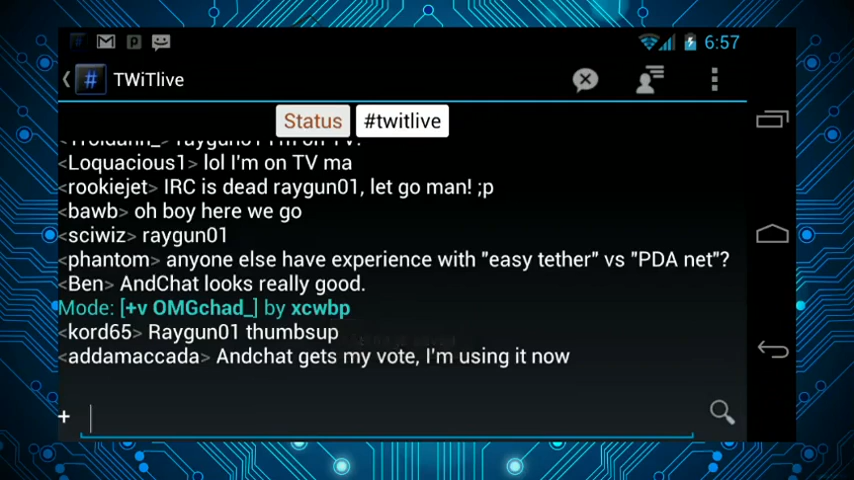 6:57
TWiTlive
Status #twitlive
raygun01 I'm on TV!
<Loquacious1> lol I'm on TV ma
<rookiejet> IRC is dead raygun01, let go man! ;p
<bawb> oh boy here we go
<sciwiz> raygun01
<phantom> anyone else have experience with "easy tether" vs "PDA net"?
<Ben> AndChat looks really good.
Mode: [+v OMGchad_] by xcwbp
<kord65> Raygun01 thumbsup
<addamaccada> Andchat gets my vote, I'm using it now
+